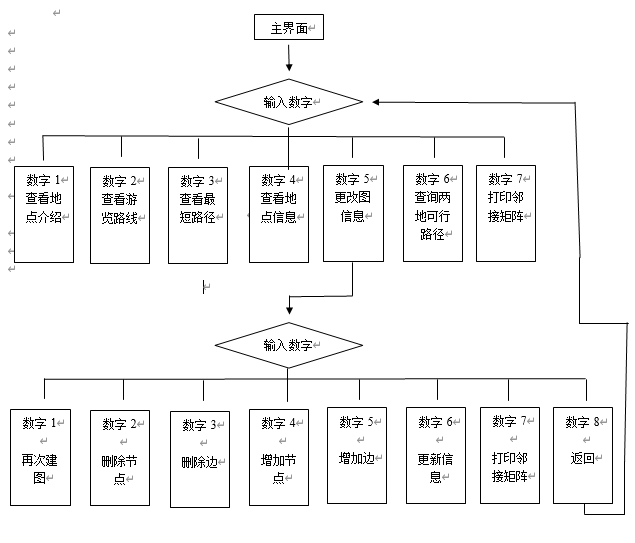 主界面
输入数字
数字 1
查看地
点介绍
数字 2
查看游
览路线
数字 3
查看最
短路径
数字 4
查看地
点信息
数字 5
更改图
信息
数字 6
查询两
地可行
路径
数字 7
打印邻
接矩阵
输入数字
数字 1
再次建
图
数字 2
删除节
点
数字 3
删除边
数字 4
增加节
点
数字 5
增加边
数字 6
更新信
息
数字 7
打印邻
接矩阵
数字 8
返回